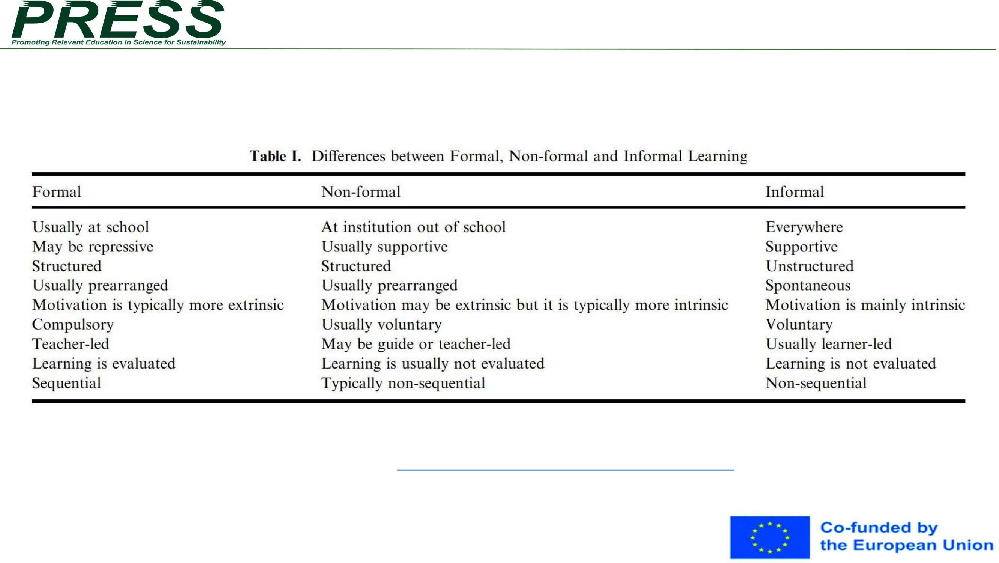 PRESS
Promoting Relevant Education in Science for Sustainability
Table I. Differences between Formal, Non-formal and Informal Learning
Formal Non-formal Informal
Usually at school At institution out of school Everywhere
May be repressive Usually supportive Supportive
Structured Structured Unstructured
Usually prearranged Usually prearranged Spontaneous
Motivation is typically more extrinsic Motivation may be extrinsic but it is typically more intrinsic Motivation is mainly intrinsic
Compulsory Usually voluntary Voluntary
Teacher-led May be guide or teacher-led Usually learner-led
Learning is evaluated Learning is usually not evaluated Learning is not evaluated
Sequential Typically non-sequential Non-sequential
Co-funded by
the European Union